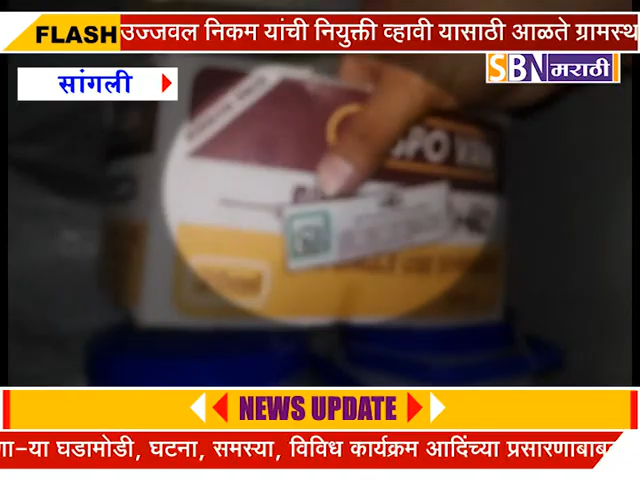 FLASH उज्जवल निकम यांची नियुक्ती व्हावी यासाठी आळते ग्रामस्थ
सांगली
SBN मराठी
NEWS UPDATE
णा-या घडामोडी, घटना, समस्या, विविध कार्यक्रम आदिंच्या प्रसारणाबाबत